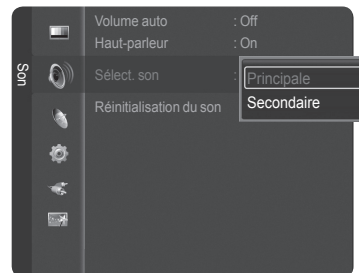 Son
Volume auto : Off
Haut-parleur : On
Sélect. son :
Principale
Secondaire
Réinitialisation du son